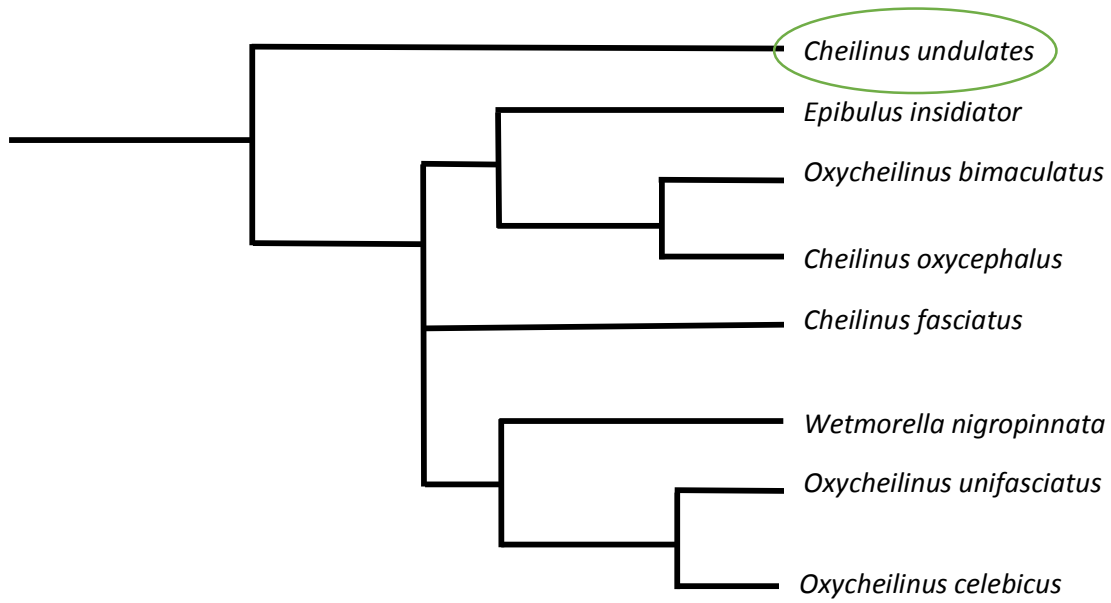 Cheilinus undulates
Epibulus insidiator
Oxycheilinus bimaculatus
Cheilinus oxycephalus
Cheilinus fasciatus
Wetmorella nigropinnata
Oxycheilinus unifasciatus
Oxycheilinus celebicus